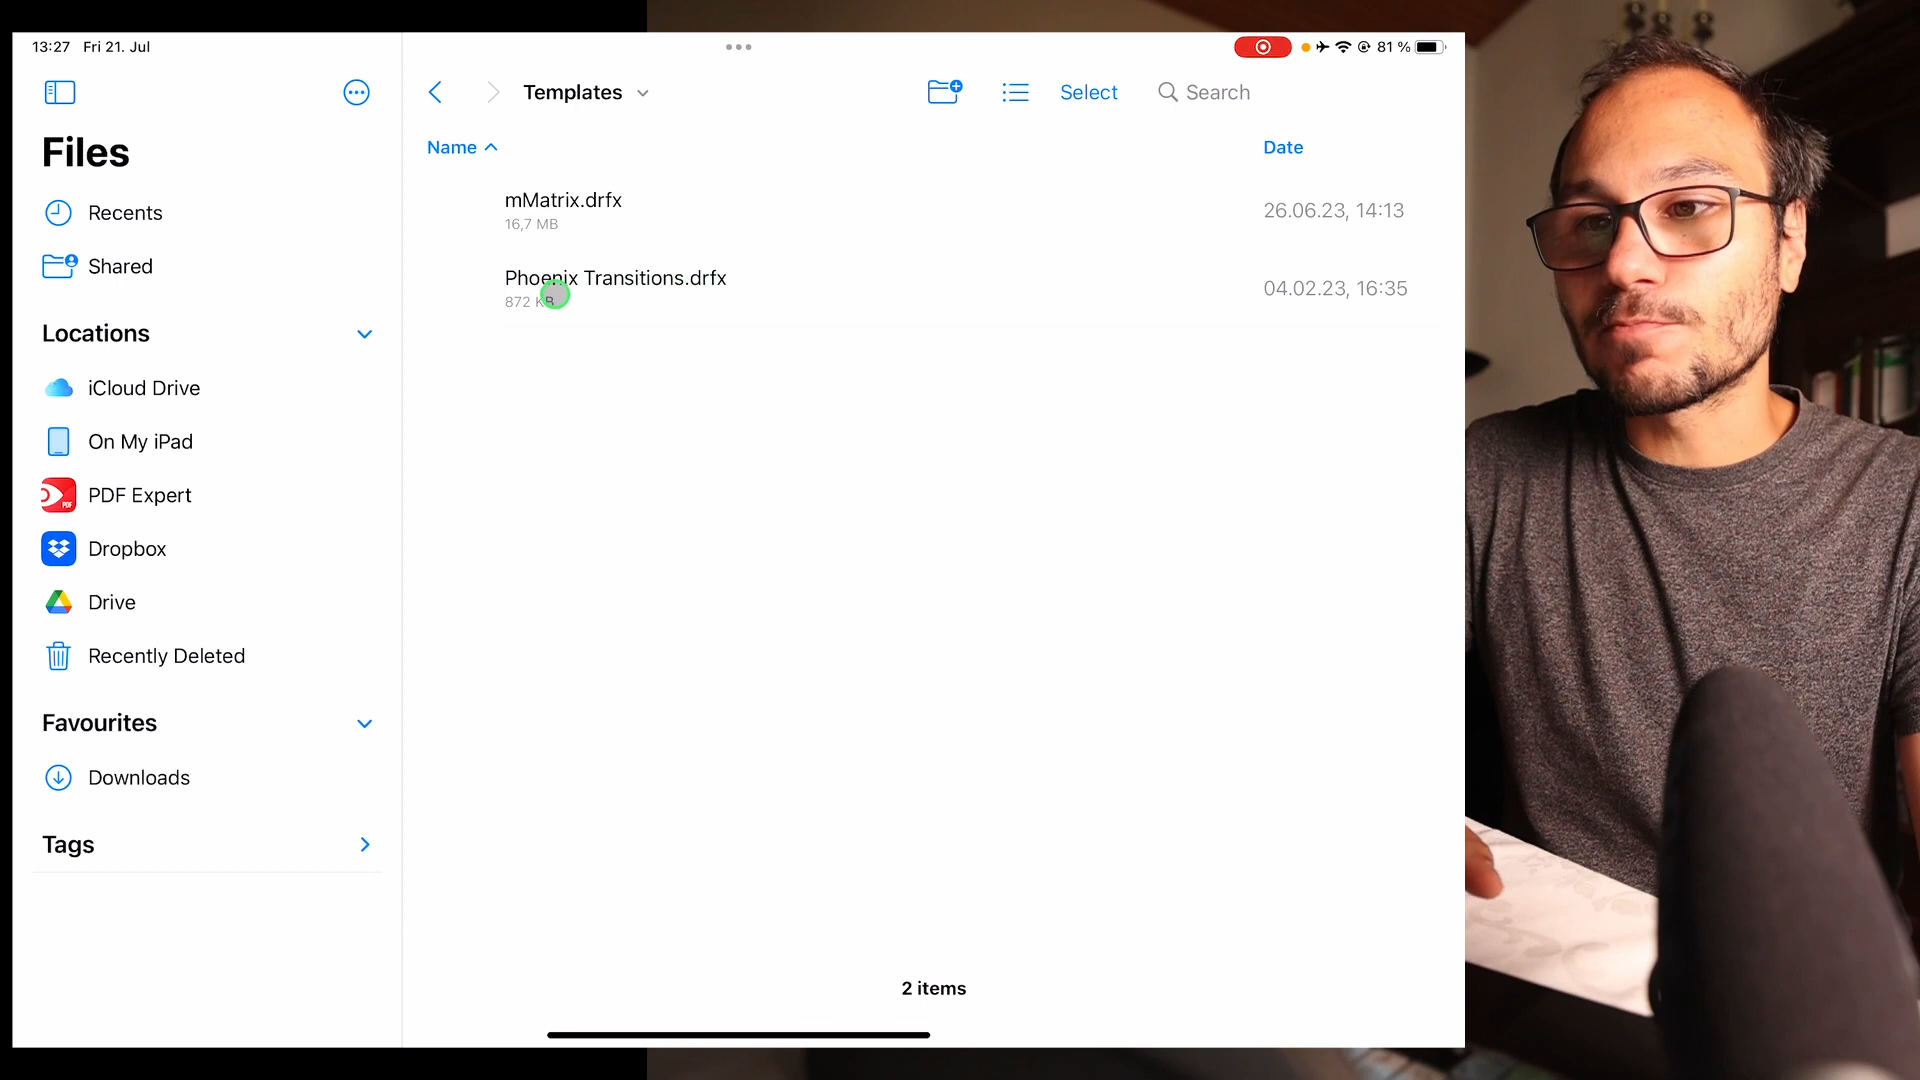 13:27 Fri 21. Jul
81 %
Templates
Select
Search
Files
Name
Date
Recents
Shared
mMatrix.drfx
16,7 MB
26.06.23, 14:13
Phoenix Transitions.drfx
872 KB
04.02.23, 16:35
Locations
iCloud Drive
On My iPad
PDF Expert
Dropbox
Drive
Recently Deleted
Favourites
Downloads
Tags
2 items